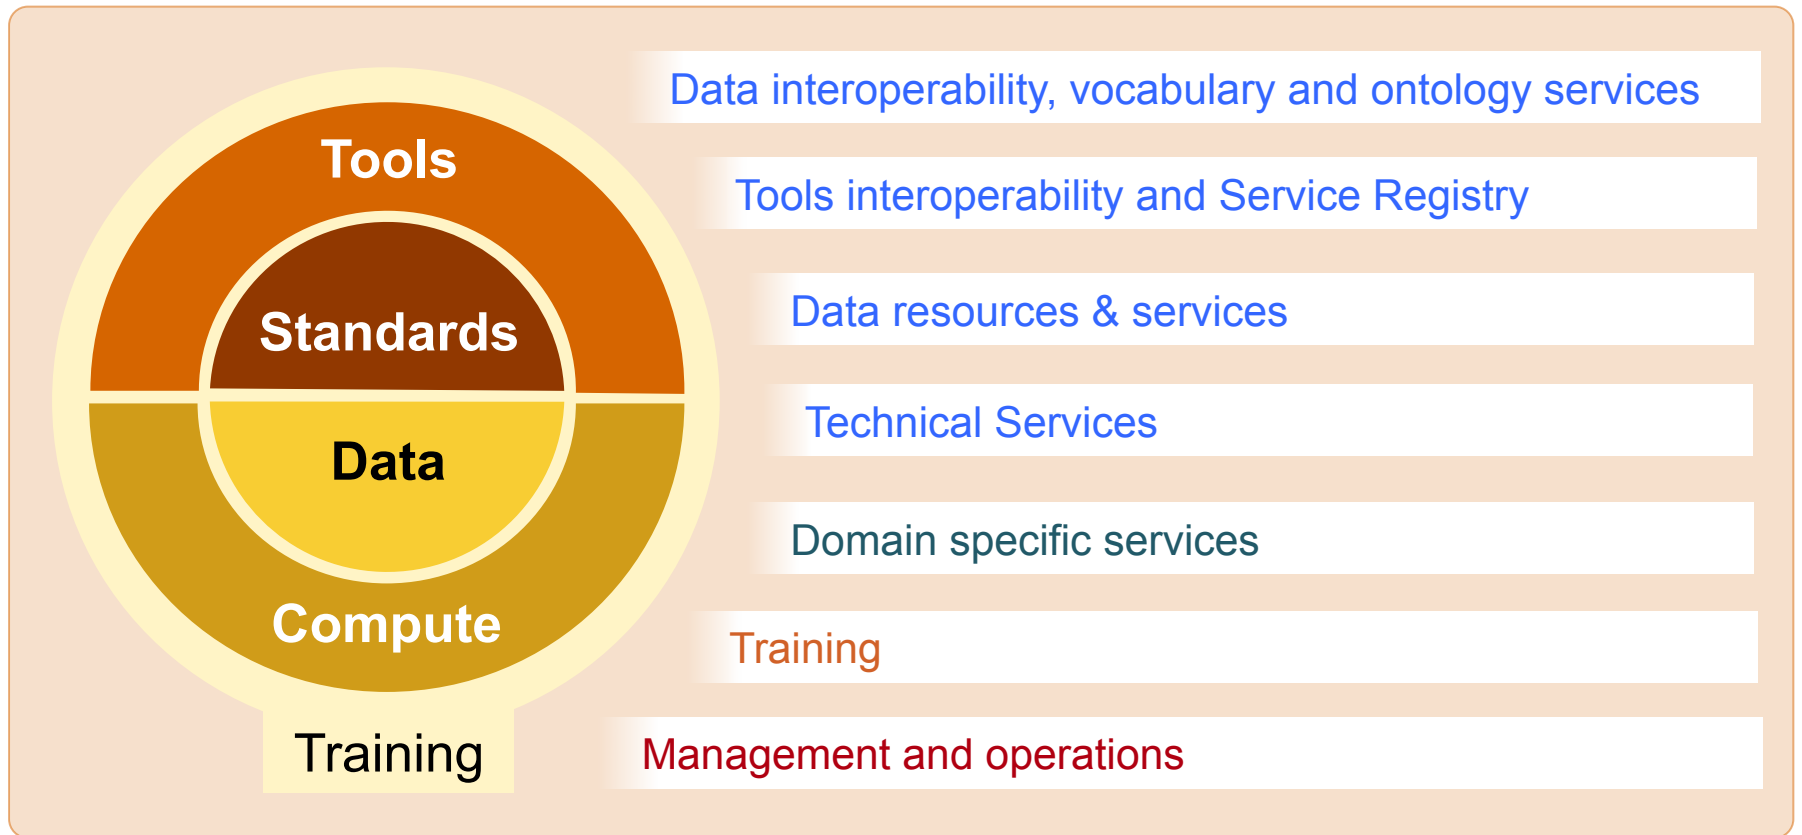 Tools
Standards
Data
Compute
Training
Data interoperability, vocabulary and ontology services
Tools interoperability and Service Registry
Data resources & services
Technical Services
Domain specific services
Training
Management and operations